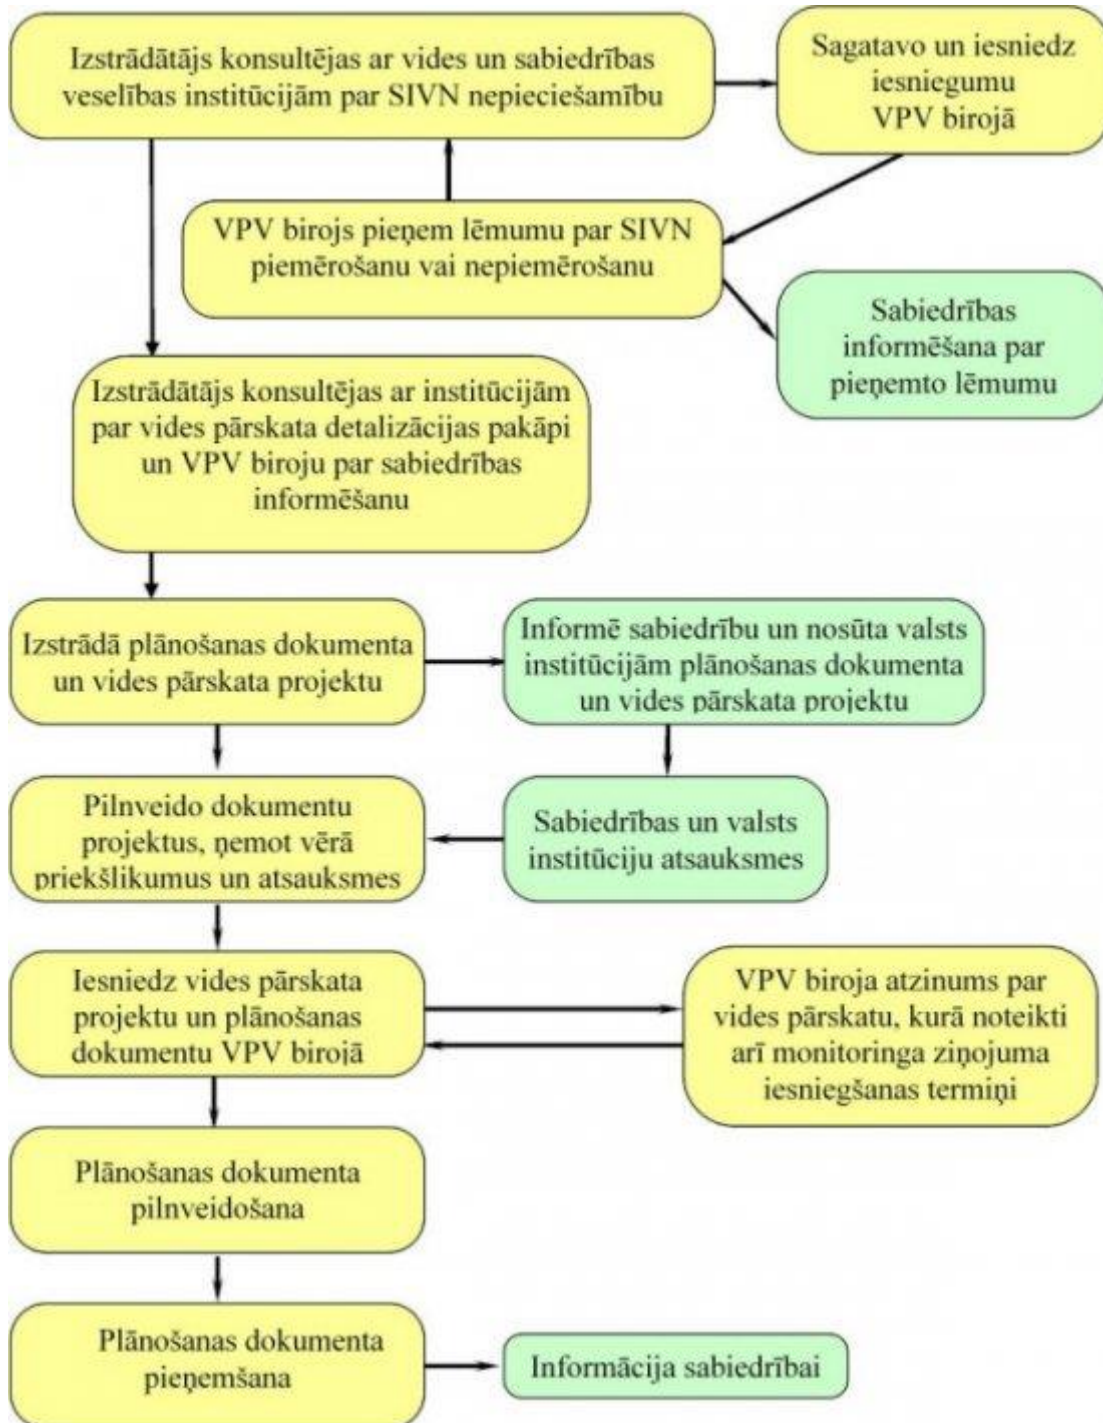 Izstrādātājs konsultējas ar vides un sabiedrības
veselības institūcijām par SIVN nepieciešamību
Sagatavo un iesniedz
iesniegumu
VPV birojā
VPV birojs pieņem lēmumu par SIVN
piemērošanu vai nepiemērošanu
Sabiedrības
informēšana par
pieņemto lēmumu
Izstrādātājs konsultējas ar institūcijām
par vides pārskata detalizācijas pakāpi
un VPV biroju par sabiedrības
informēšanu
Izstrādā plānošanas dokumenta
un vides pārskata projektu
Informē sabiedrību un nosūta valsts
institūcijām plānošanas dokumenta
un vides pārskata projektu
Pilnveido dokumentu
projektus, ņemot vērā
priekšlikumus un atsauksmes
Sabiedrības un valsts
institūciju atsauksmes
Iesniedz vides pārskata
projektu un plānošanas
dokumentu VPV birojā
VPV biroja atzinums par
vides pārskatu, kurā noteikti
arī monitoringa ziņojuma
iesniegšanas termiņi
Plānošanas dokumenta
pilnveidošana
Plānošanas dokumenta
pieņemšana
Informācija sabiedrībai